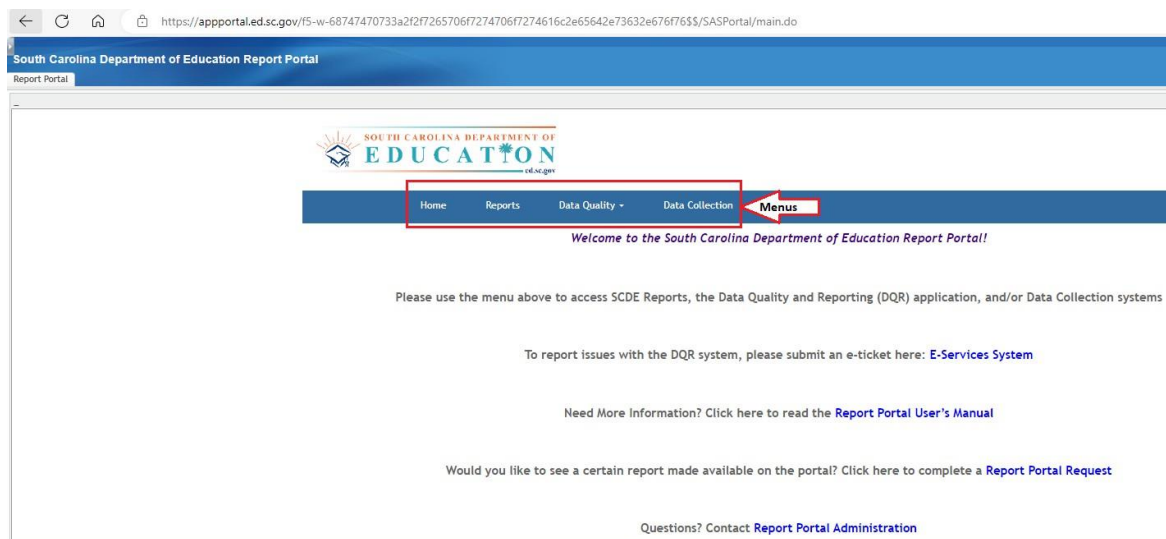 https://appportal.ed.sc.gov/f5-w-68747470733a2f2f7265706f7274706f7274616c2e65642e73632e676f76$$/SASPortal/main.do
South Carolina Department of Education Report Portal
Report Portal
SOUTH CAROLINA DEPARTMENT OF
EDUCATION
ed.sc.gov
Home Reports Data Quality Data Collection Menus
Welcome to the South Carolina Department of Education Report Portal!
Please use the menu above to access SCDE Reports, the Data Quality and Reporting (DQR) application, and/or Data Collection systems
To report issues with the DQR system, please submit an e-ticket here: E-Services System
Need More Information? Click here to read the Report Portal User's Manual
Would you like to see a certain report made available on the portal? Click here to complete a Report Portal Request
Questions? Contact Report Portal Administration